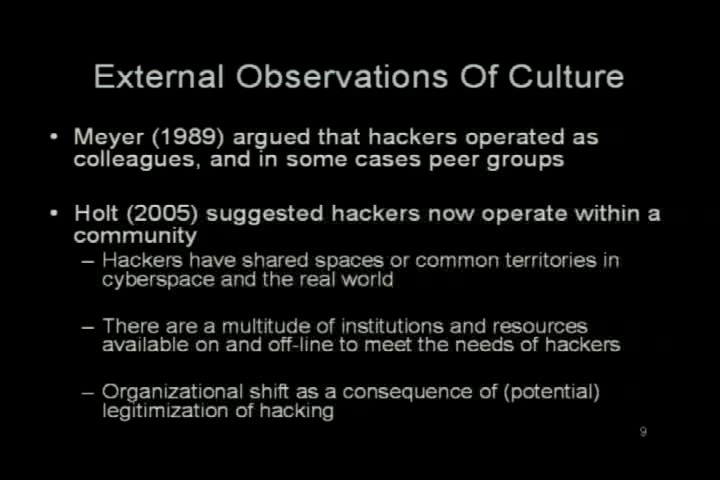 External Observations Of Culture
• Meyer (1989) argued that hackers operated as
colleagues, and in some cases peer groups
• Holt (2005) suggested hackers now operate within a
community
– Hackers have shared spaces or common territories in
cyberspace and the real world
– There are a multitude of institutions and resources
available on and off-line to meet the needs of hackers
– Organizational shift as a consequence of (potential)
legitimization of hacking
9